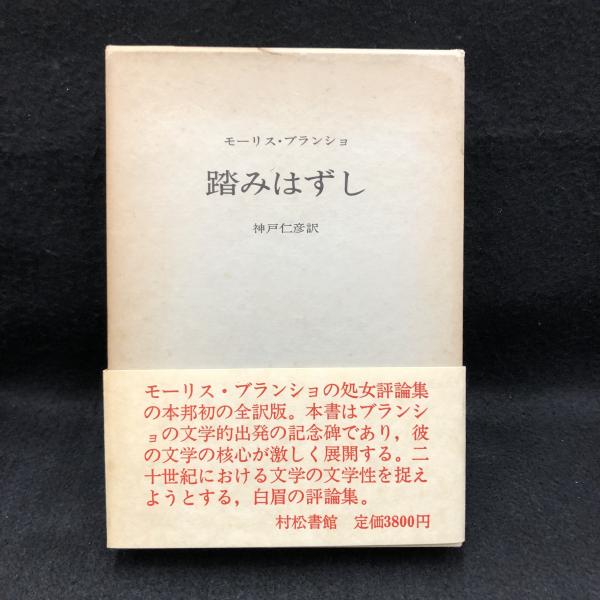 モーリス・ブランショ
踏みはずし
神戸仁彦訳
モーリス・ブランショの処女評論集
の本邦初の全訳版。本書はブランシ
ョの文学的出発の記念碑であり，彼
の文学の核心が激しく展開する。二
十世紀における文学の文学性を捉え
ようとする，白眉の評論集。
村松書館 定価3800円